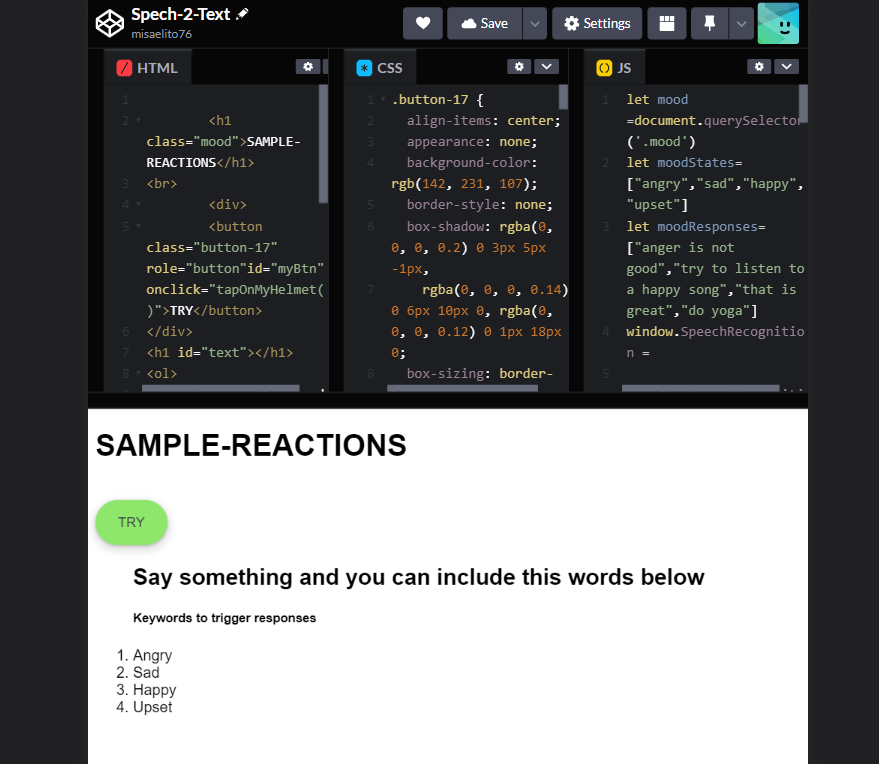 Spech-2-Text
misaelito76
Save
Settings
HTML
1
2 <h1
class="mood">SAMPLE-
REACTIONS</h1>
3 <br>
4 <div>
5 <button
class="button-17"
role="button"id="myBtn"
onclick="tapOnMyHelmet(
)">TRY</button>
6 </div>
7 <h1 id="text"></h1>
8 <ol>
CSS
1 .button-17 {
2 align-items: center;
3 appearance: none;
4 background-color:
rgb(142, 231, 107);
5 border-style: none;
6 box-shadow: rgba(0,
0, 0, 0.2) 0 3px 5px
-1px,
7 rgba(0, 0, 0, 0.14)
0 6px 10px 0, rgba(0,
0, 0, 0.12) 0 1px 18px
0;
8 box-sizing: border-
JS
1 let mood
=document.querySelector
('.mood')
2 let moodStates=
["angry","sad","happy",
"upset"]
3 let moodResponses=
["anger is not
good","try to listen to
a happy song","that is
great","do yoga"]
4 window.SpeechRecognitio
n =
5
SAMPLE-REACTIONS
TRY
Say something and you can include this words below
Keywords to trigger responses
1. Angry
2. Sad
3. Happy
4. Upset